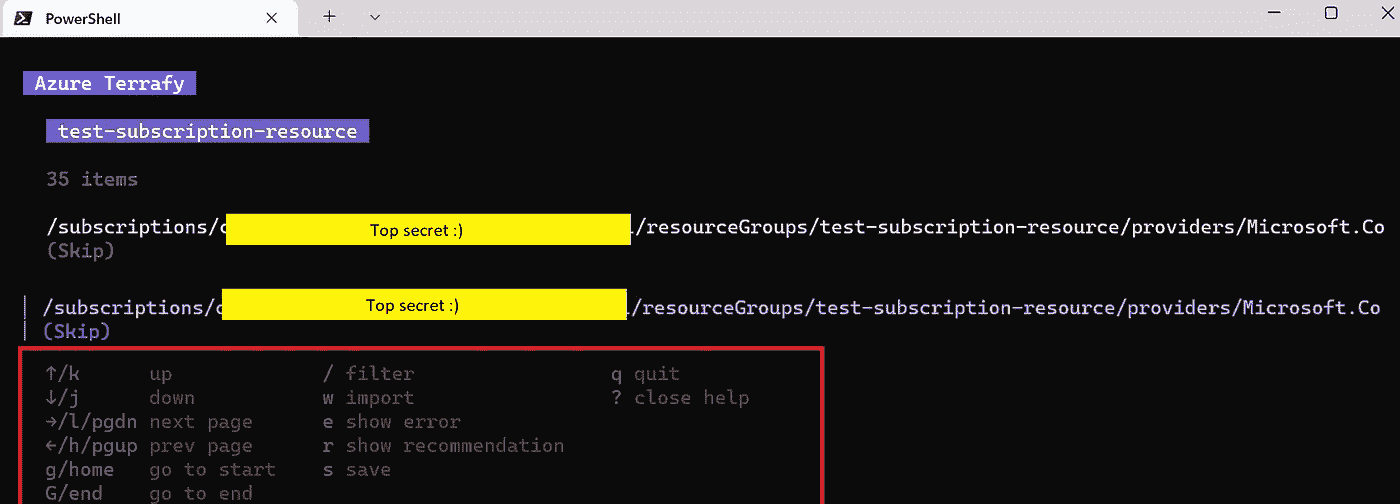 PowerShell
Azure Terrafy
test-subscription-resource
35 items
/subscriptions/c Top secret :) /resourceGroups/test-subscription-resource/providers/Microsoft.Co
(Skip)
/subscriptions/c Top secret :) /resourceGroups/test-subscription-resource/providers/Microsoft.Co
(Skip)
↑/k up / filter q quit
↓/j down w import ? close help
→/l/pgdn next page e show error
←/h/pgup prev page r show recommendation
g/home go to start s save
G/end go to end